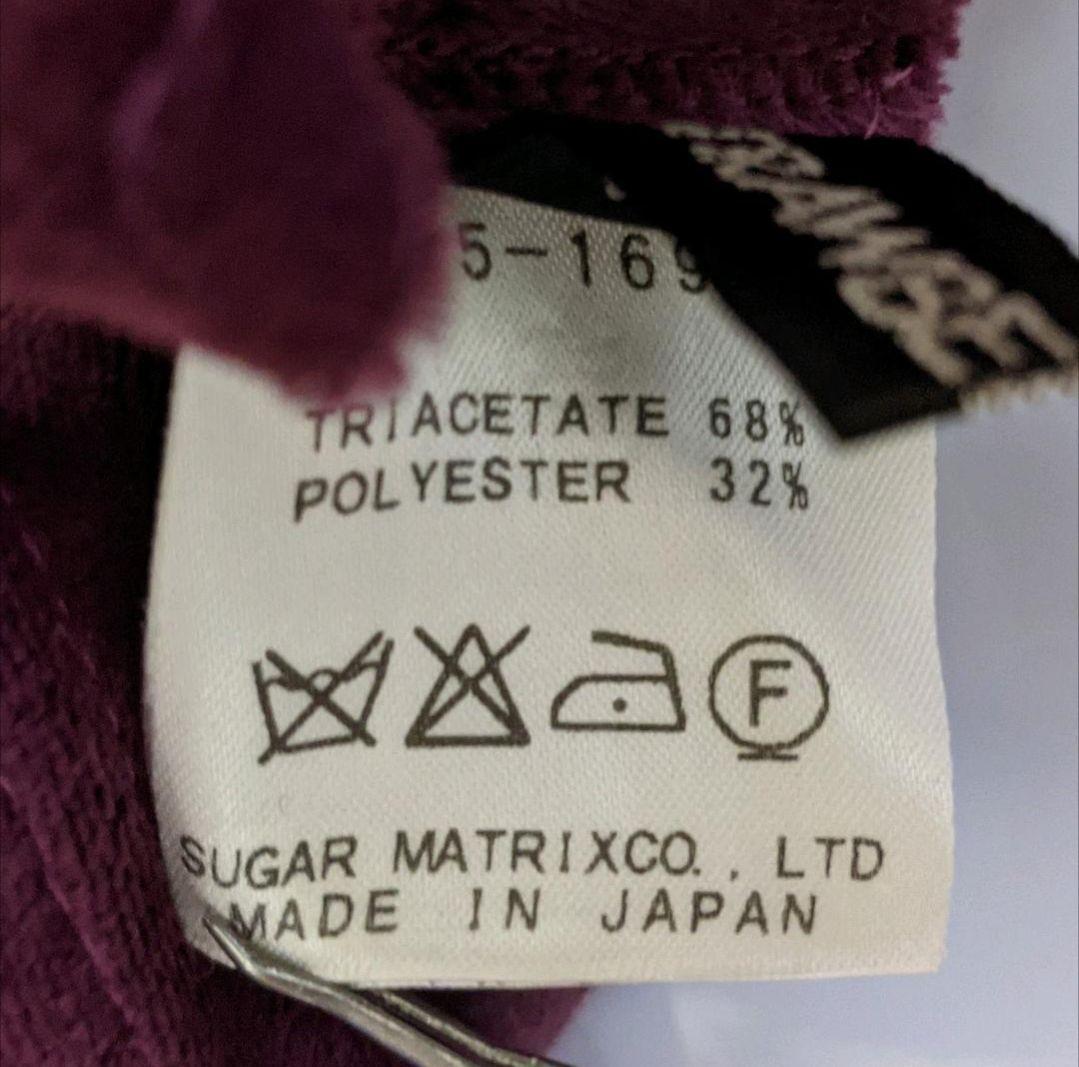 5-169
TRIACETATE 68%
POLYESTER 32%
F
SUGAR MATRIXCO., LTD
MADE IN JAPAN